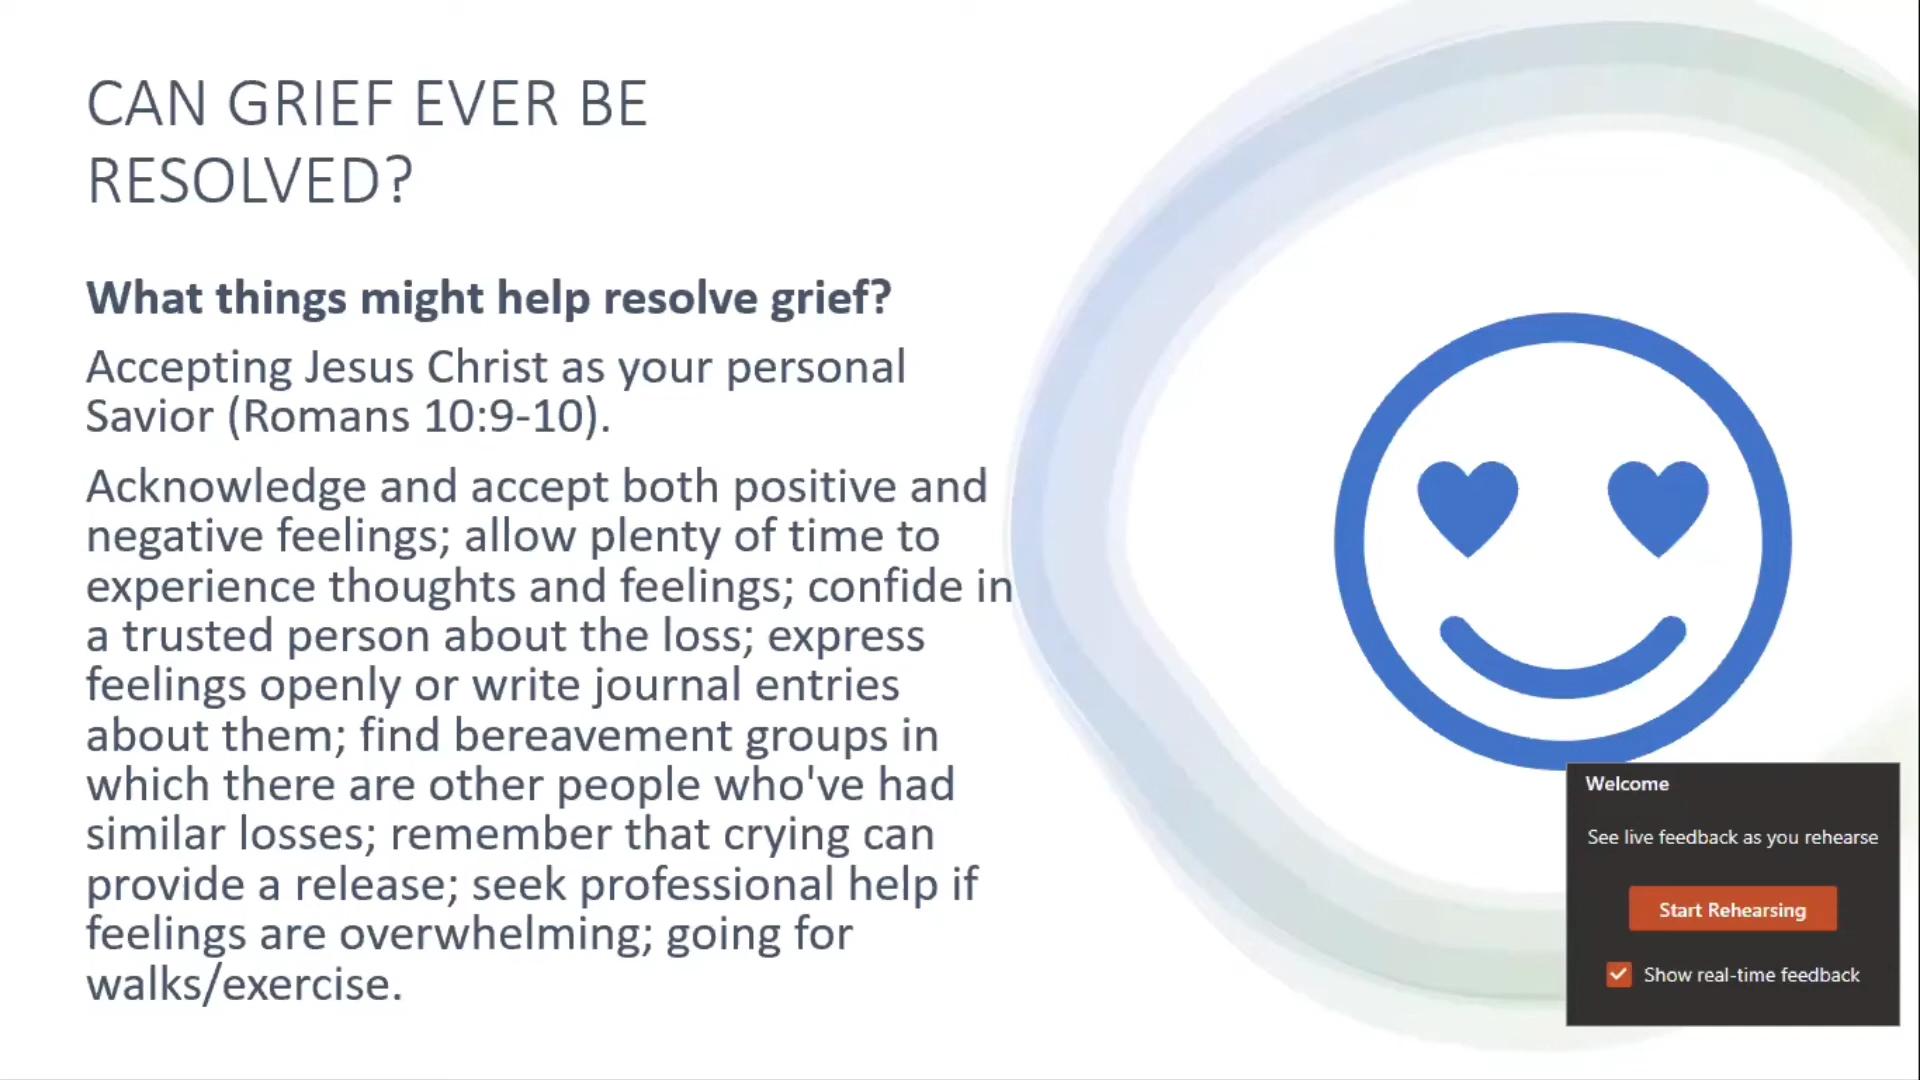 CAN GRIEF EVER BE
RESOLVED?
What things might help resolve grief?
Accepting Jesus Christ as your personal
Savior (Romans 10:9-10).
Acknowledge and accept both positive and
negative feelings; allow plenty of time to
experience thoughts and feelings; confide in
a trusted person about the loss; express
feelings openly or write journal entries
about them; find bereavement groups in
which there are other people who've had
similar losses; remember that crying can
provide a release; seek professional help if
feelings are overwhelming; going for
walks/exercise.
Welcome
See live feedback as you rehearse
Start Rehearsing
Show real-time feedback